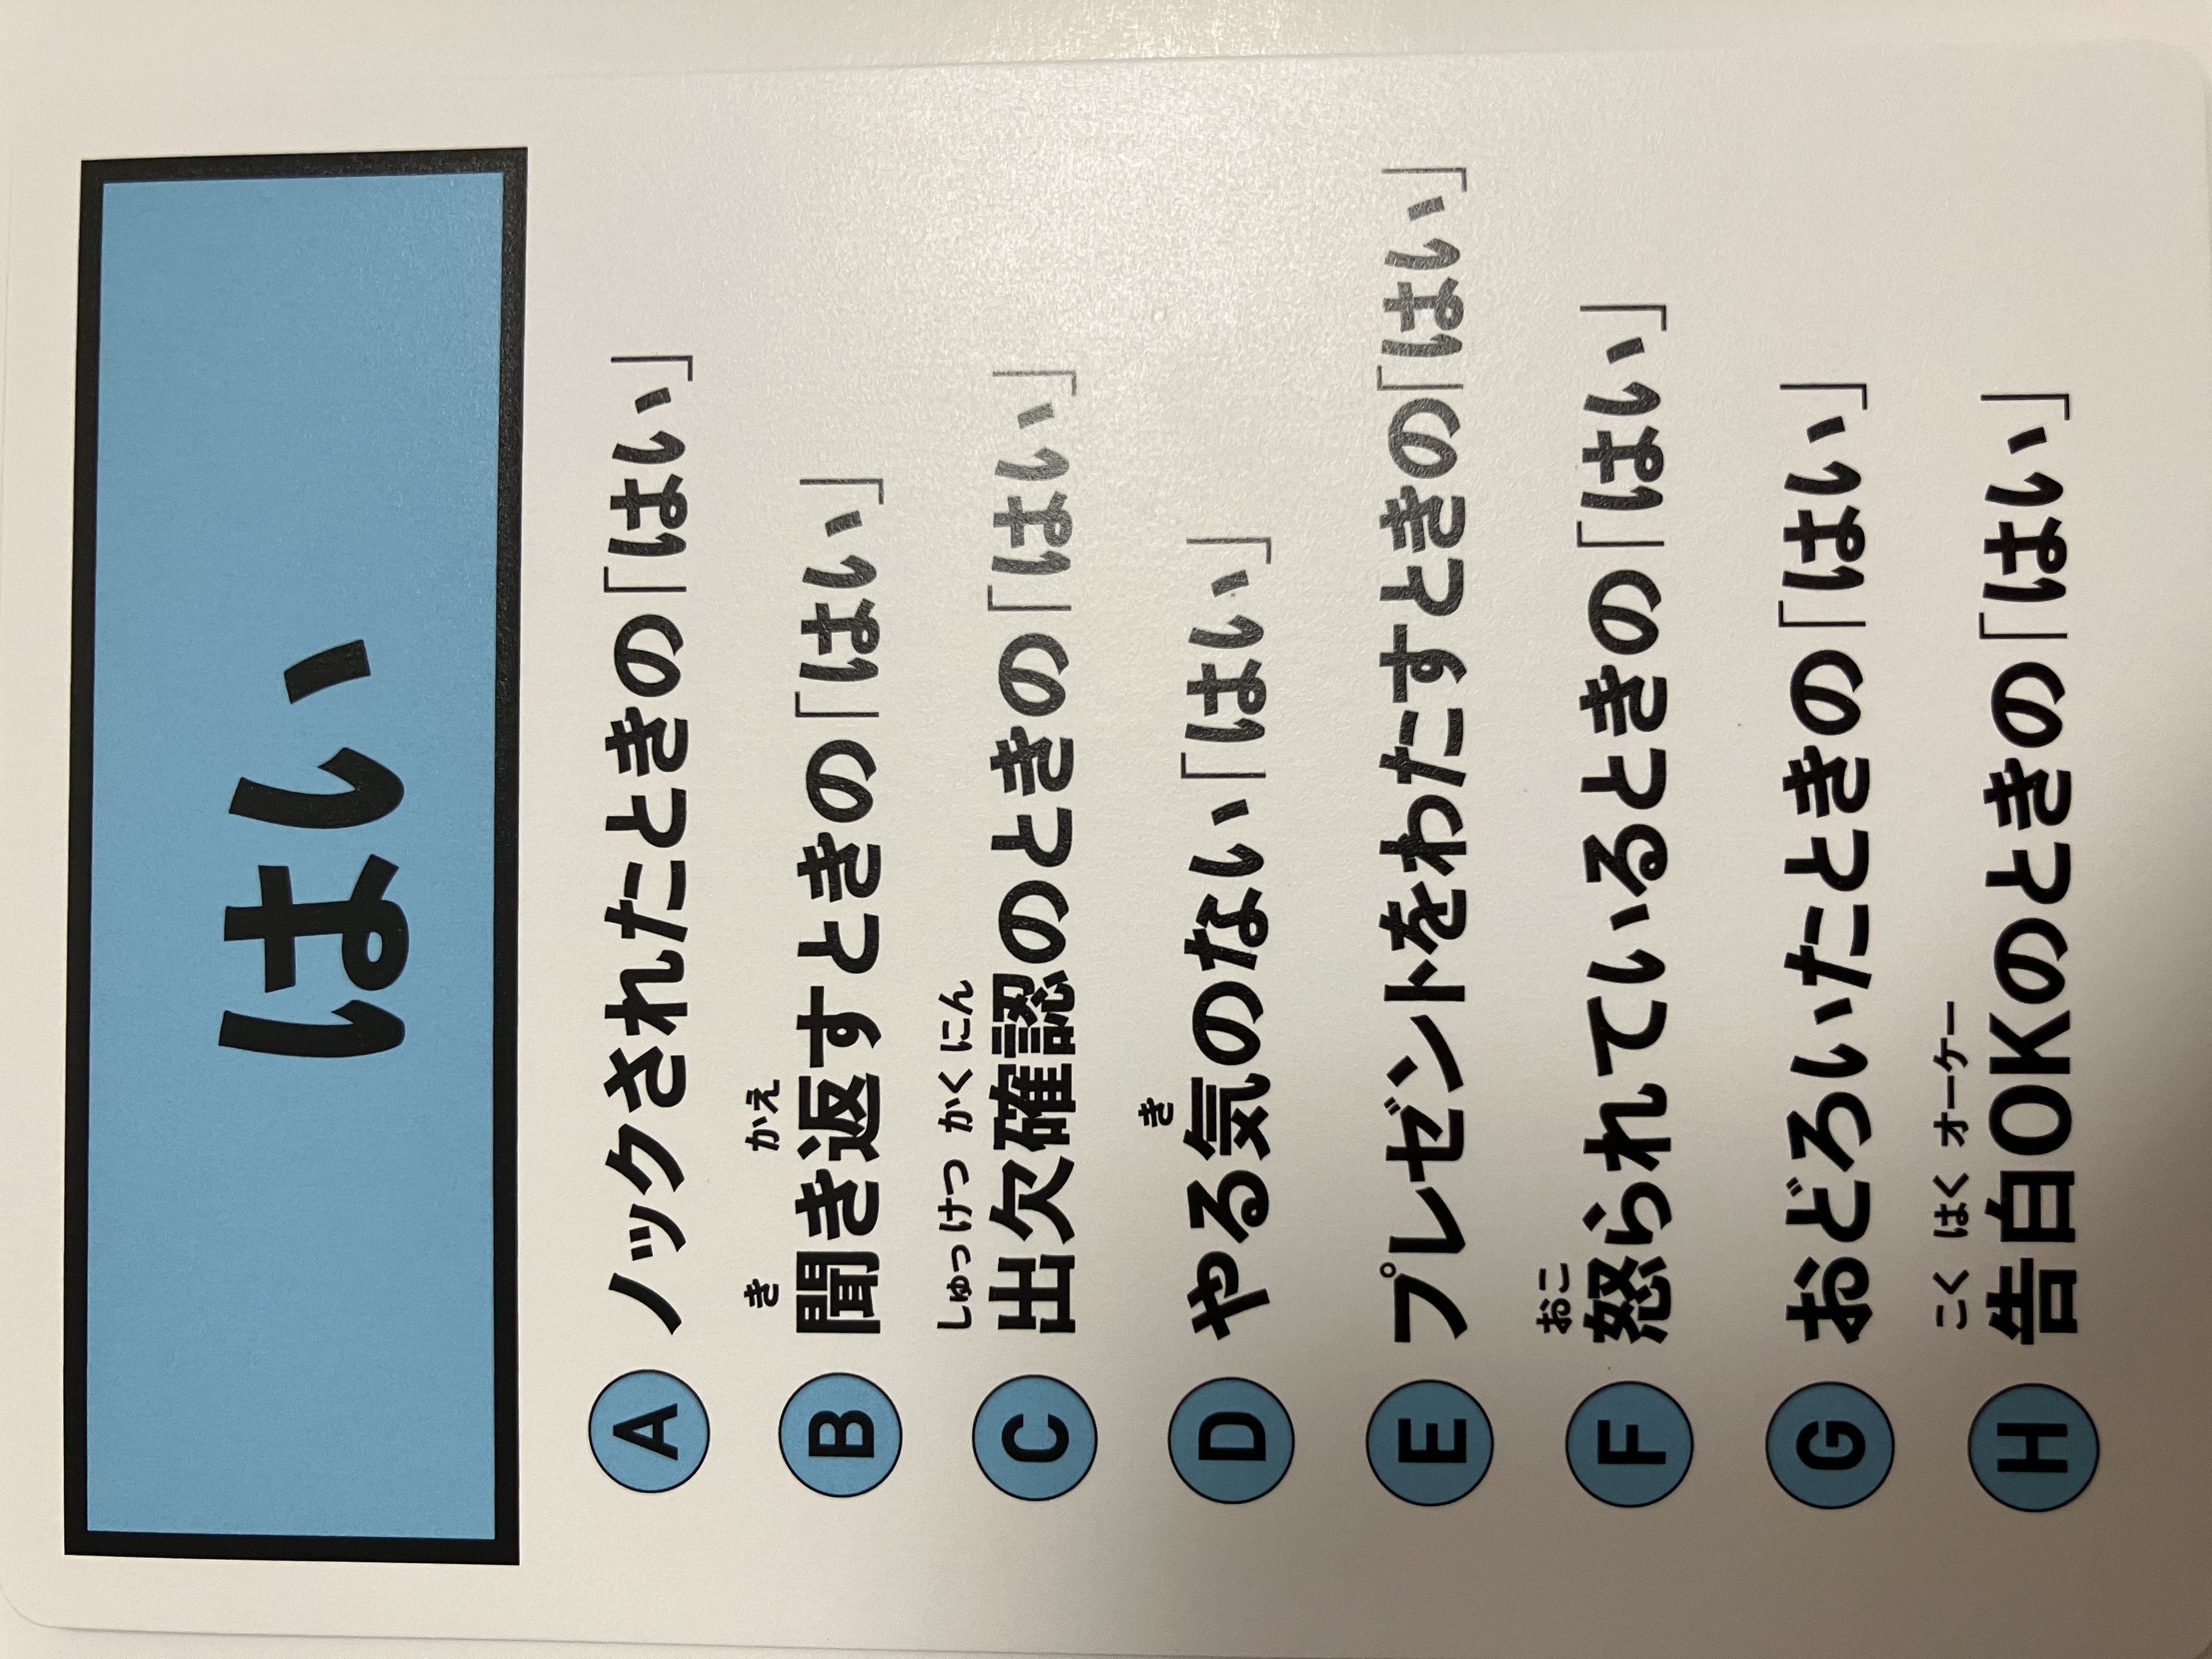 はい
A ノックされたときの「はい」
き かえ
B 聞き返すときの「はい」
しゅっ けつ かく にん
C 出欠確認のときの「はい」
き
D やる気のない「はい」
E プレゼントをわたすときの「はい」
おこ
F 怒られているときの「はい」
G おどろいたときの「はい」
こく はく オーケー
H 告白OKのときの「はい」